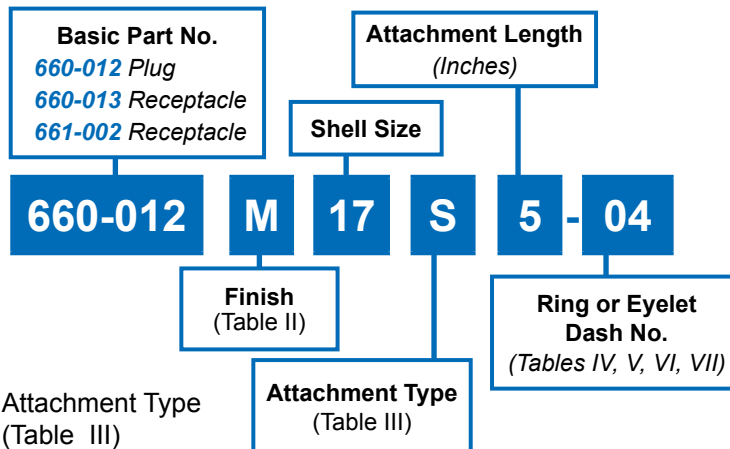 Basic Part No.
660-012 Plug
660-013 Receptacle
661-002 Receptacle
Attachment Length
(Inches)
Shell Size
660-012 M 17 S 5 - 04
Finish
(Table II)
Ring or Eyelet
Dash No.
(Tables IV, V, VI, VII)
Attachment Type
(Table III)
Attachment Type
(Table III)